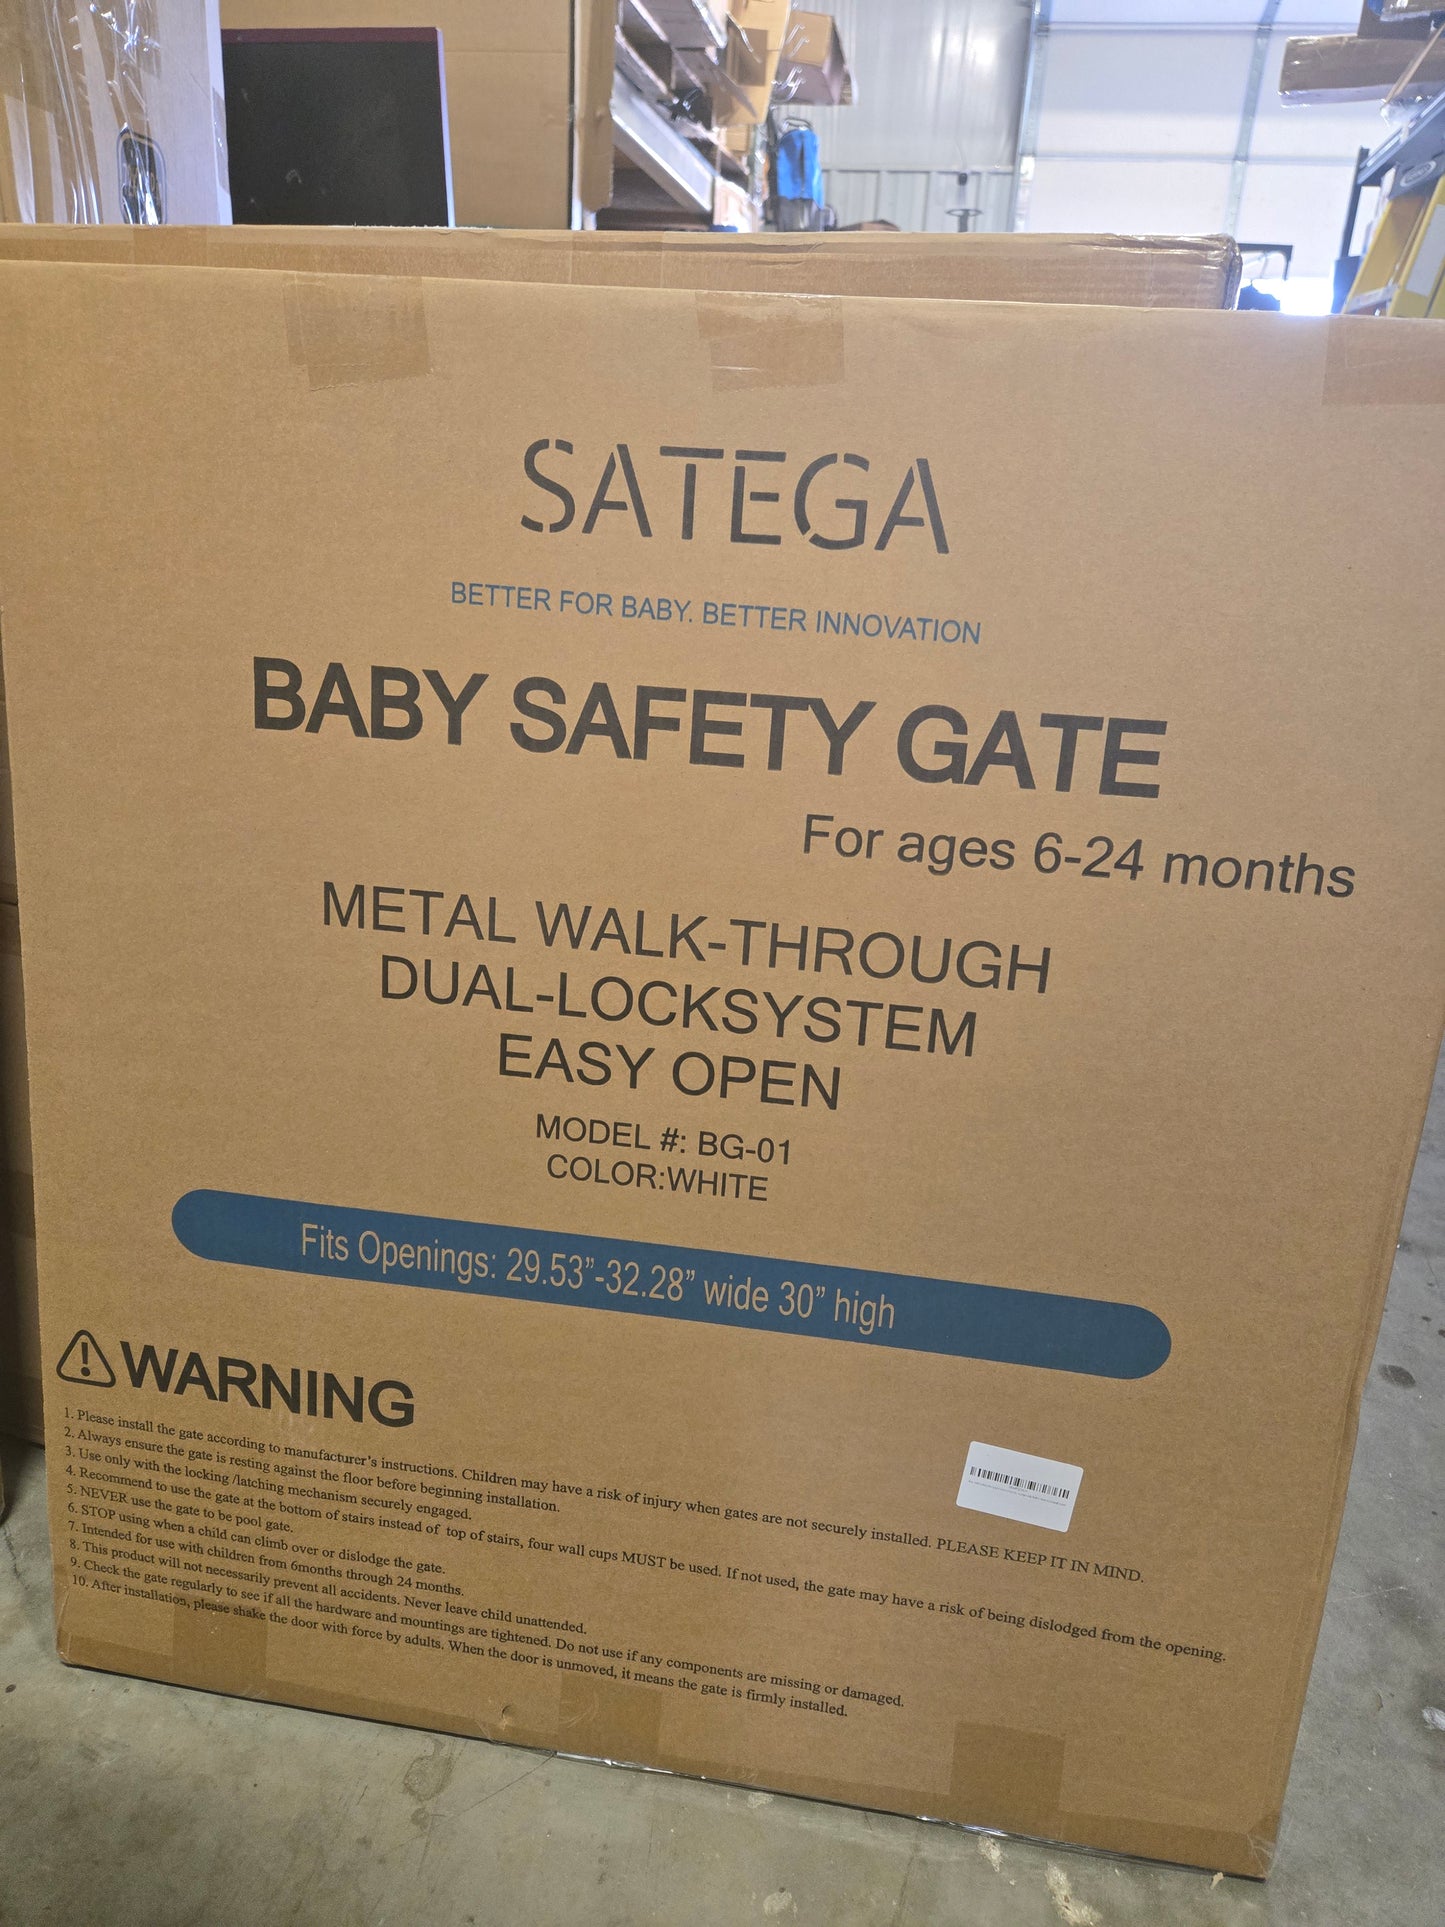 SATEGA
BETTER FOR BABY. BETTER INNOVATION
BABY SAFETY GATE
For ages 6-24 months
METAL WALK-THROUGH
DUAL-LOCKSYSTEM
EASY OPEN
MODEL #: BG-01
COLOR:WHITE
Fits Openings: 29.53”-32.28” wide 30” high
WARNING
1. Please install the gate according to manufacturer’s instructions. Children may have a risk of injury when gates are not securely installed. PLEASE KEEP IT IN MIND.
2. Always ensure the gate is resting against the floor before beginning installation.
3. Use only with the locking /latching mechanism securely engaged.
4. Recommend to use the gate at the bottom of stairs instead of top of stairs, four wall cups MUST be used. If not used, the gate may have a risk of being dislodged from the opening.
5. NEVER use the gate to be pool gate.
6. STOP using when a child can climb over or dislodge the gate.
7. Intended for use with children from 6months through 24 months.
8. This product will not necessarily prevent all accidents. Never leave child unattended.
9. Check the gate regularly to see if all the hardware and mountings are tightened. Do not use if any components are missing or damaged.
10. After installation, please shake the door with force by adults. When the door is unmoved, it means the gate is firmly installed.